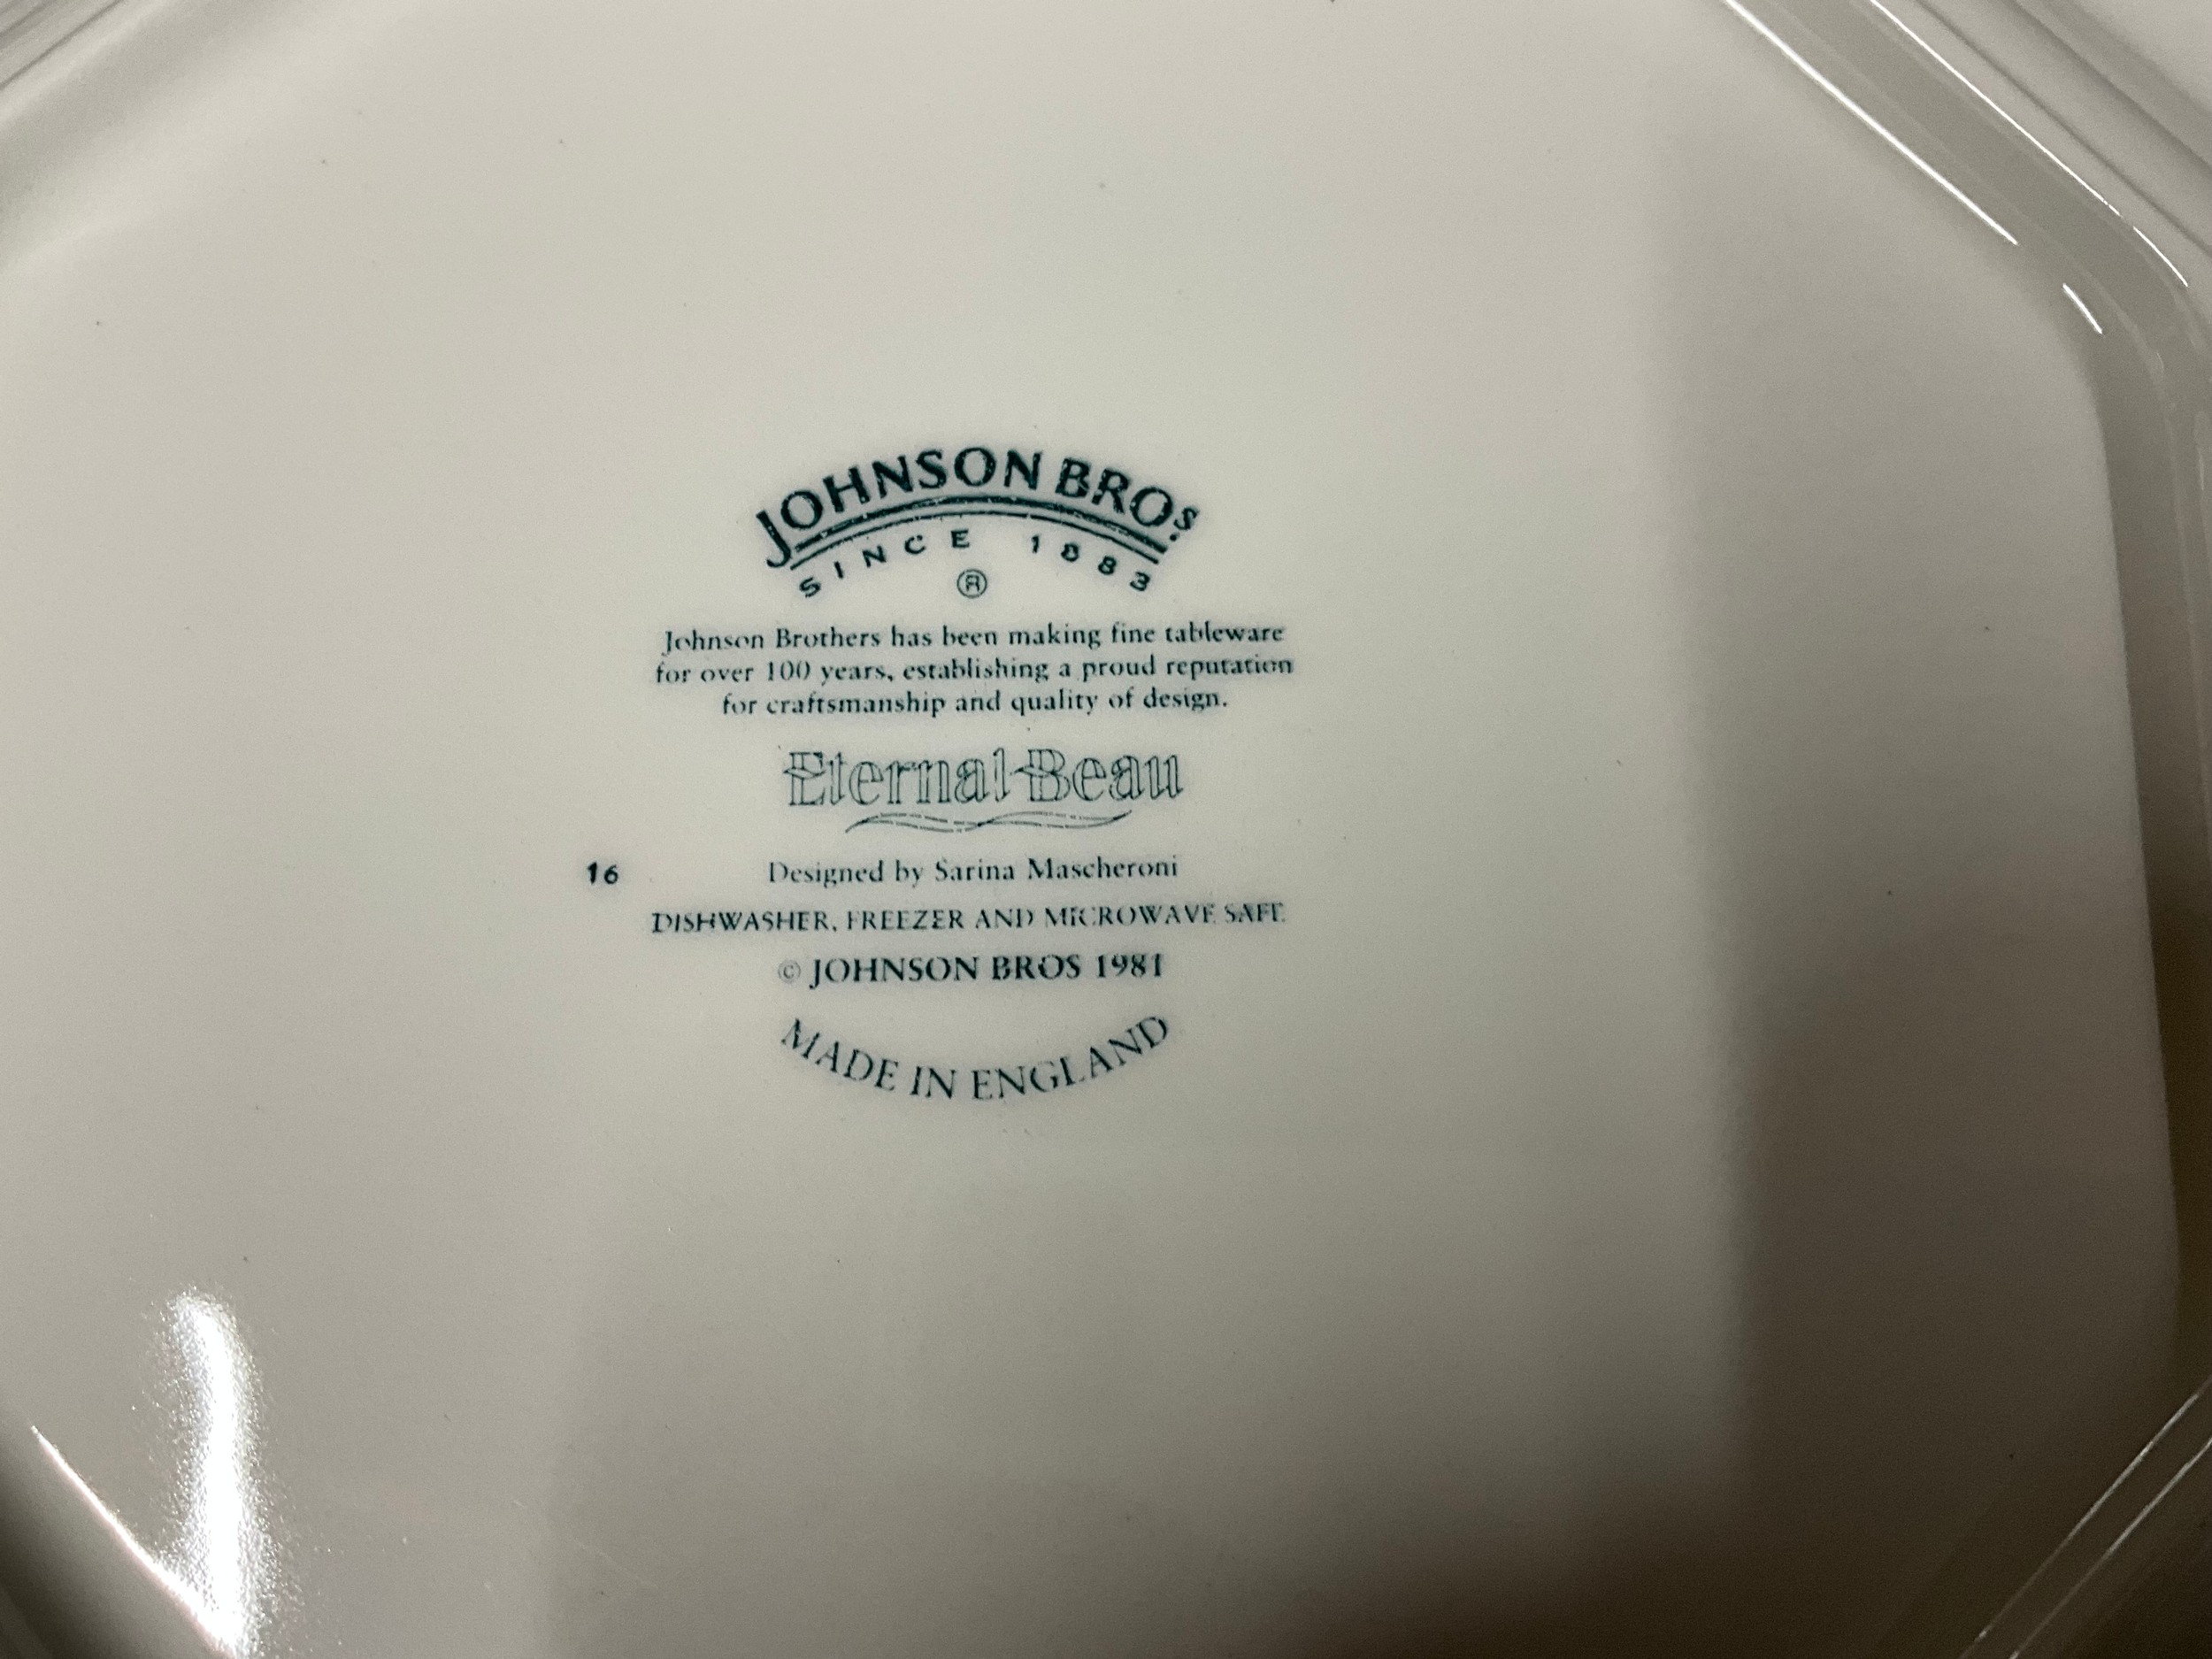 JOHNSON BROS.
SINCE 1883
®
Johnson Brothers has been making fine tableware
for over 100 years, establishing a proud reputation
for craftsmanship and quality of design.
Eternal Beau
16 Designed by Sarina Mascheroni
DISHWASHER, FREEZER AND MICROWAVE SAFE
© JOHNSON BROS 1981
MADE IN ENGLAND